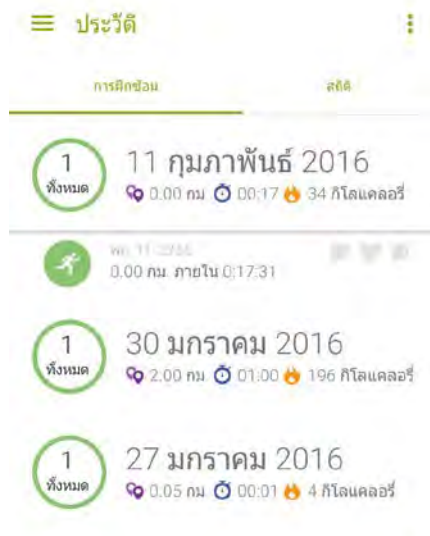 ประวัติ
การฝึกซ้อม
สถิติ
1
ทั้งหมด
11 กุมภาพันธ์ 2016
0.00 กม 00:17 34 กิโลแคลอรี่
0.00 กม. ภายใน 0:17:31
1
ทั้งหมด
30 มกราคม 2016
2.00 กม 01:00 196 กิโลแคลอรี่
1
ทั้งหมด
27 มกราคม 2016
0.05 กม 00:01 4 กิโลแคลอรี่